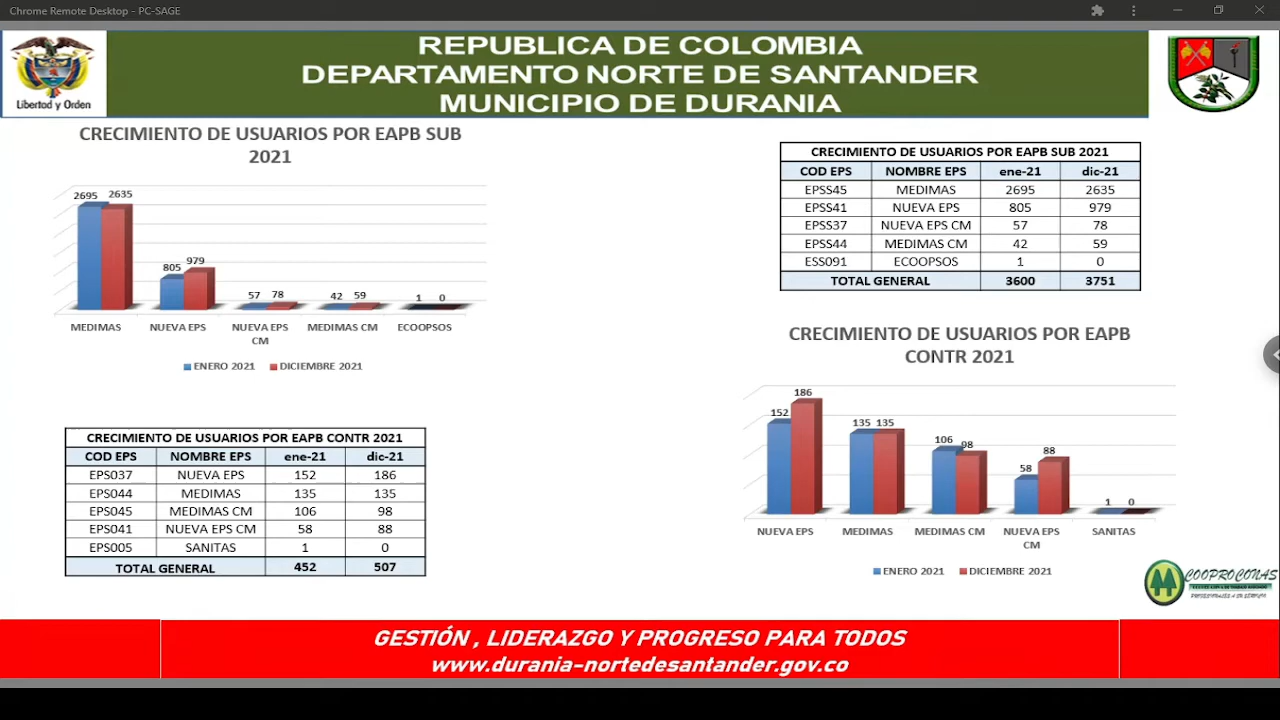 Chrome Remote Desktop - PC-SAGE
REPUBLICA DE COLOMBIA
DEPARTAMENTO NORTE DE SANTANDER
MUNICIPIO DE DURANIA
Libertad y Orden
CRECIMIENTO DE USUARIOS POR EAPB SUB
2021
2695 2635
805 979
57 78
42 59
1 0
MEDIMAS NUEVA EPS NUEVA EPS CM MEDIMAS CM ECOOPSOS
ENERO 2021 DICIEMBRE 2021
CRECIMIENTO DE USUARIOS POR EAPB SUB 2021
COD EPS NOMBRE EPS ene-21 dic-21
EPSS45 MEDIMAS 2695 2635
EPSS41 NUEVA EPS 805 979
EPSS37 NUEVA EPS CM 57 78
EPSS44 MEDIMAS CM 42 59
ESS091 ECOOPSOS 1 0
TOTAL GENERAL 3600 3751
CRECIMIENTO DE USUARIOS POR EAPB CONTR 2021
COD EPS NOMBRE EPS ene-21 dic-21
EPS037 NUEVA EPS 152 186
EPS044 MEDIMAS 135 135
EPS045 MEDIMAS CM 106 98
EPS041 NUEVA EPS CM 58 88
EPS005 SANITAS 1 0
TOTAL GENERAL 452 507
CRECIMIENTO DE USUARIOS POR EAPB
CONTR 2021
152 186
135 135
106 98
58 88
1 0
NUEVA EPS MEDIMAS MEDIMAS CM NUEVA EPS CM SANITAS
ENERO 2021 DICIEMBRE 2021
COOPROCONAS
GESTIÓN , LIDERAZGO Y PROGRESO PARA TODOS
www.durania-nortedesantander.gov.co